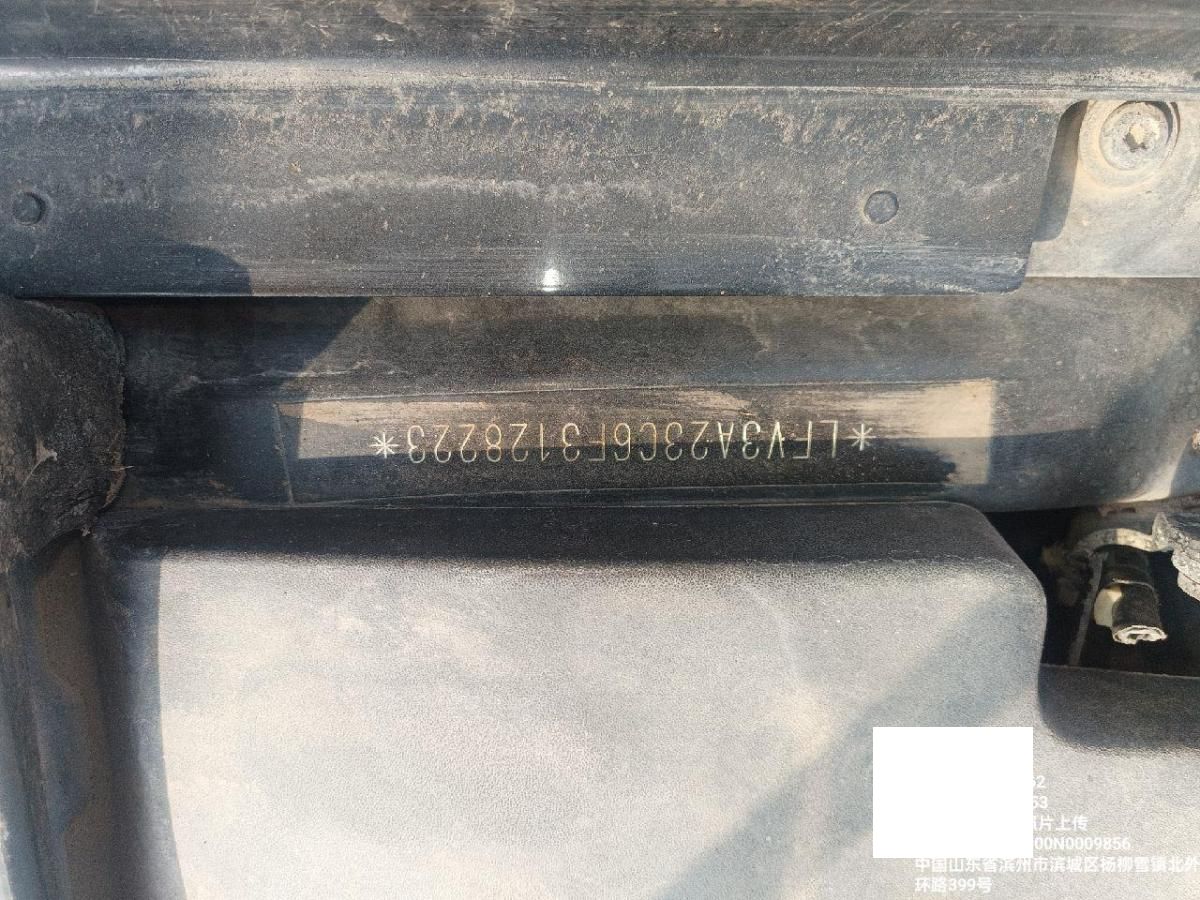 *LFV3A23C6F3128223*
53
片上传
00N0009856
中国山东省滨州市滨城区杨柳雪镇北外
环路399号